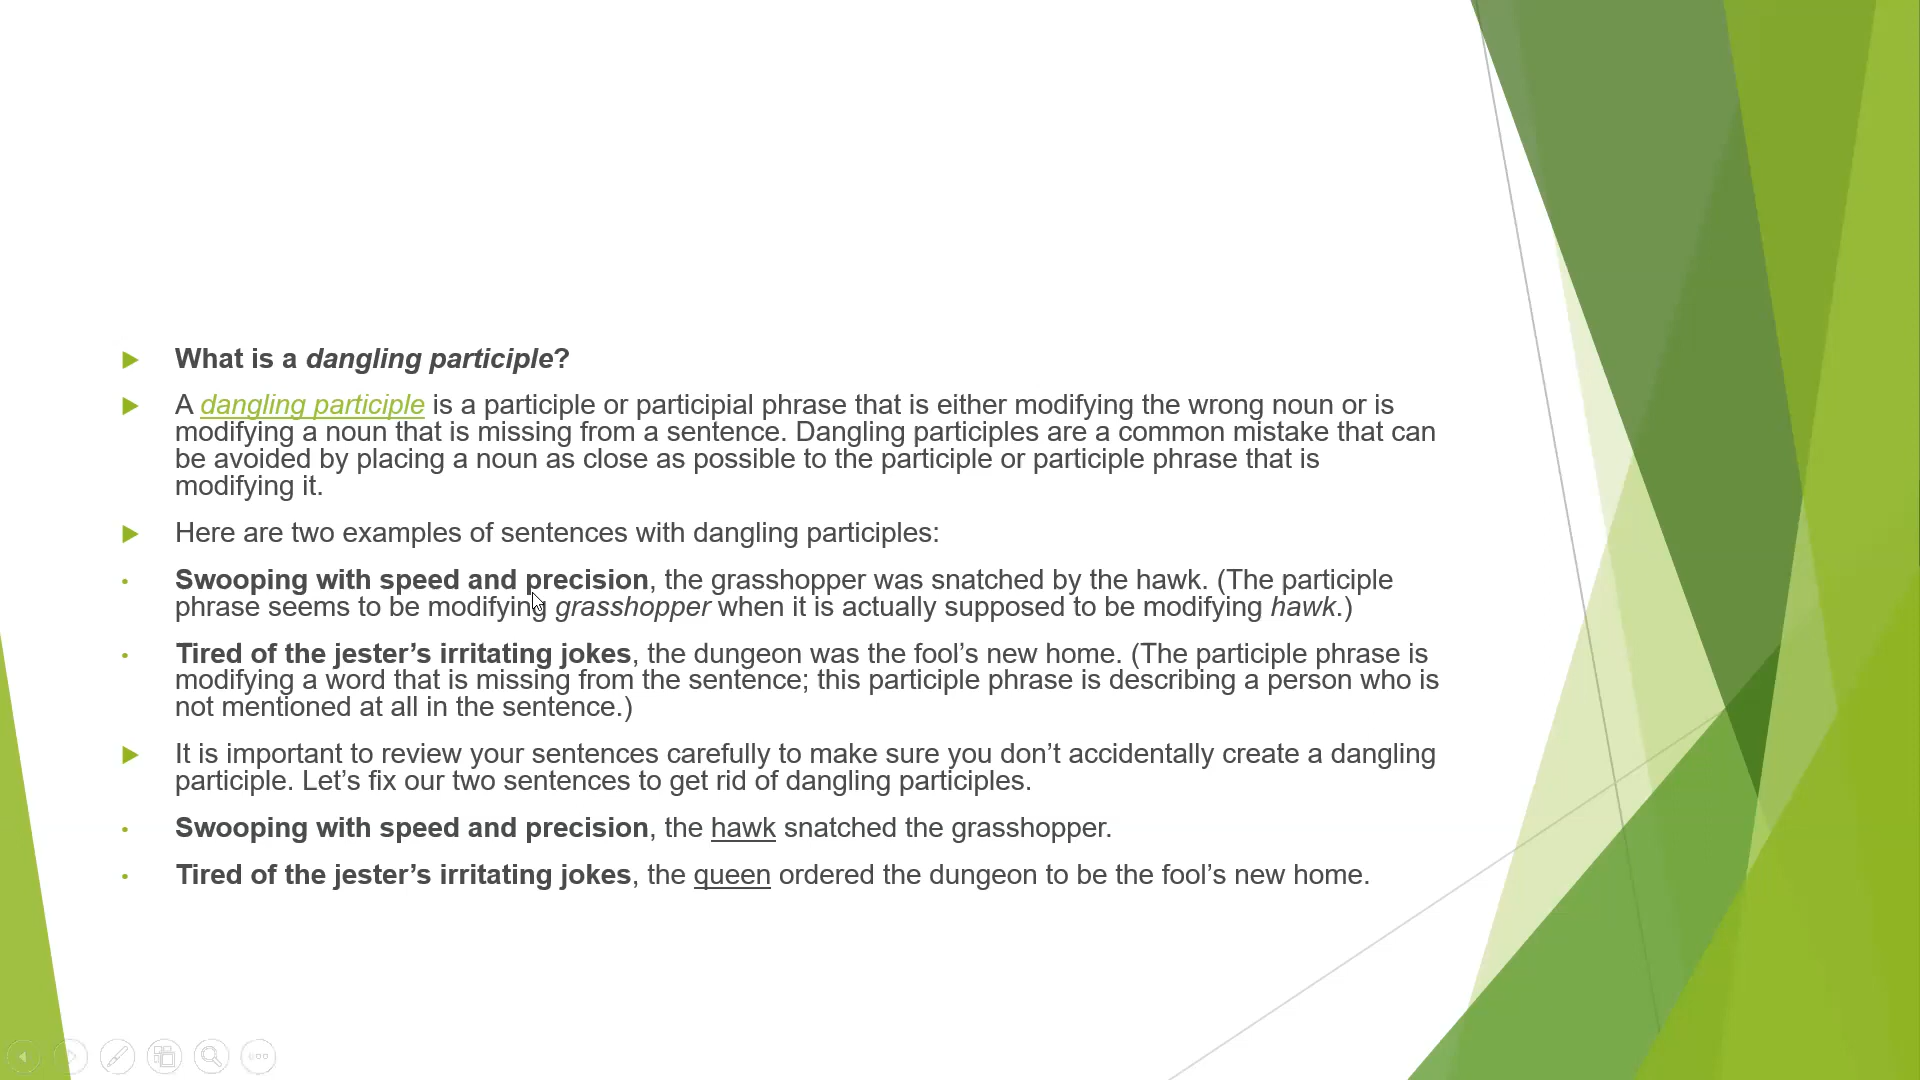 What is a dangling participle?
A dangling participle is a participle or participial phrase that is either modifying the wrong noun or is
modifying a noun that is missing from a sentence. Dangling participles are a common mistake that can
be avoided by placing a noun as close as possible to the participle or participle phrase that is
modifying it.
Here are two examples of sentences with dangling participles:
Swooping with speed and precision, the grasshopper was snatched by the hawk. (The participle
phrase seems to be modifying grasshopper when it is actually supposed to be modifying hawk.)
Tired of the jester’s irritating jokes, the dungeon was the fool’s new home. (The participle phrase is
modifying a word that is missing from the sentence; this participle phrase is describing a person who is
not mentioned at all in the sentence.)
It is important to review your sentences carefully to make sure you don’t accidentally create a dangling
participle. Let’s fix our two sentences to get rid of dangling participles.
Swooping with speed and precision, the hawk snatched the grasshopper.
Tired of the jester’s irritating jokes, the queen ordered the dungeon to be the fool’s new home.